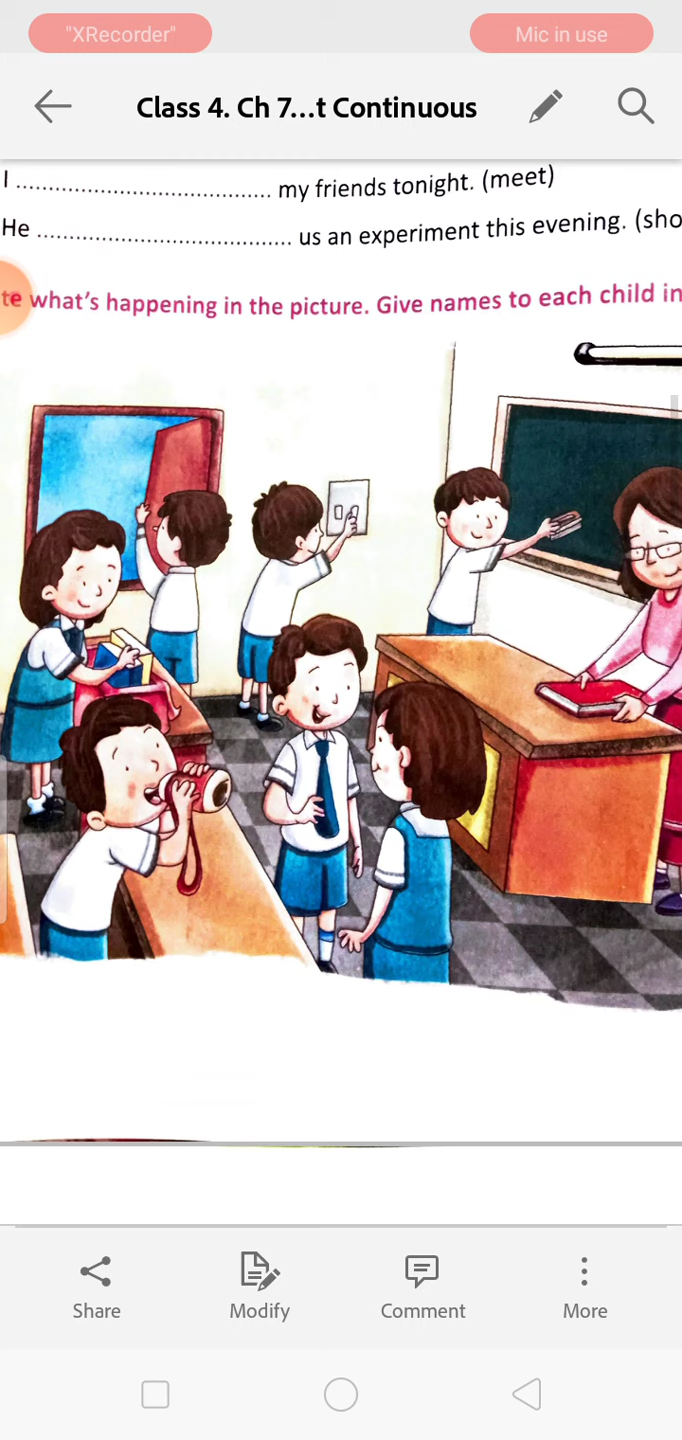 "XRecorder"
Mic in use
Class 4. Ch 7...t Continuous
I ........................................ my friends tonight. (meet)
He ........................................ us an experiment this evening. (sho
te what's happening in the picture. Give names to each child in
Share
Modify
Comment
More